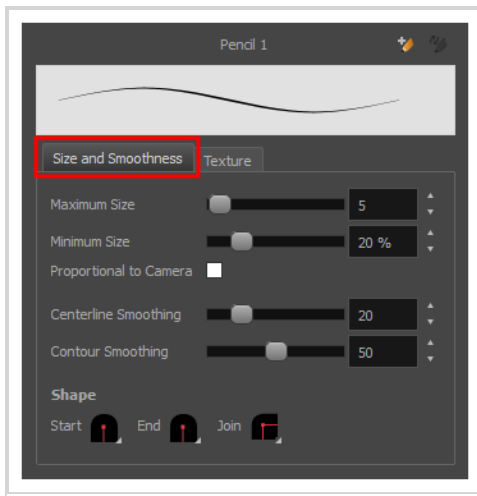 Pencil 1
Size and Smoothness Texture
Maximum Size 5
Minimum Size 20 %
Proportional to Camera
Centerline Smoothing 20
Contour Smoothing 50
Shape
Start End Join